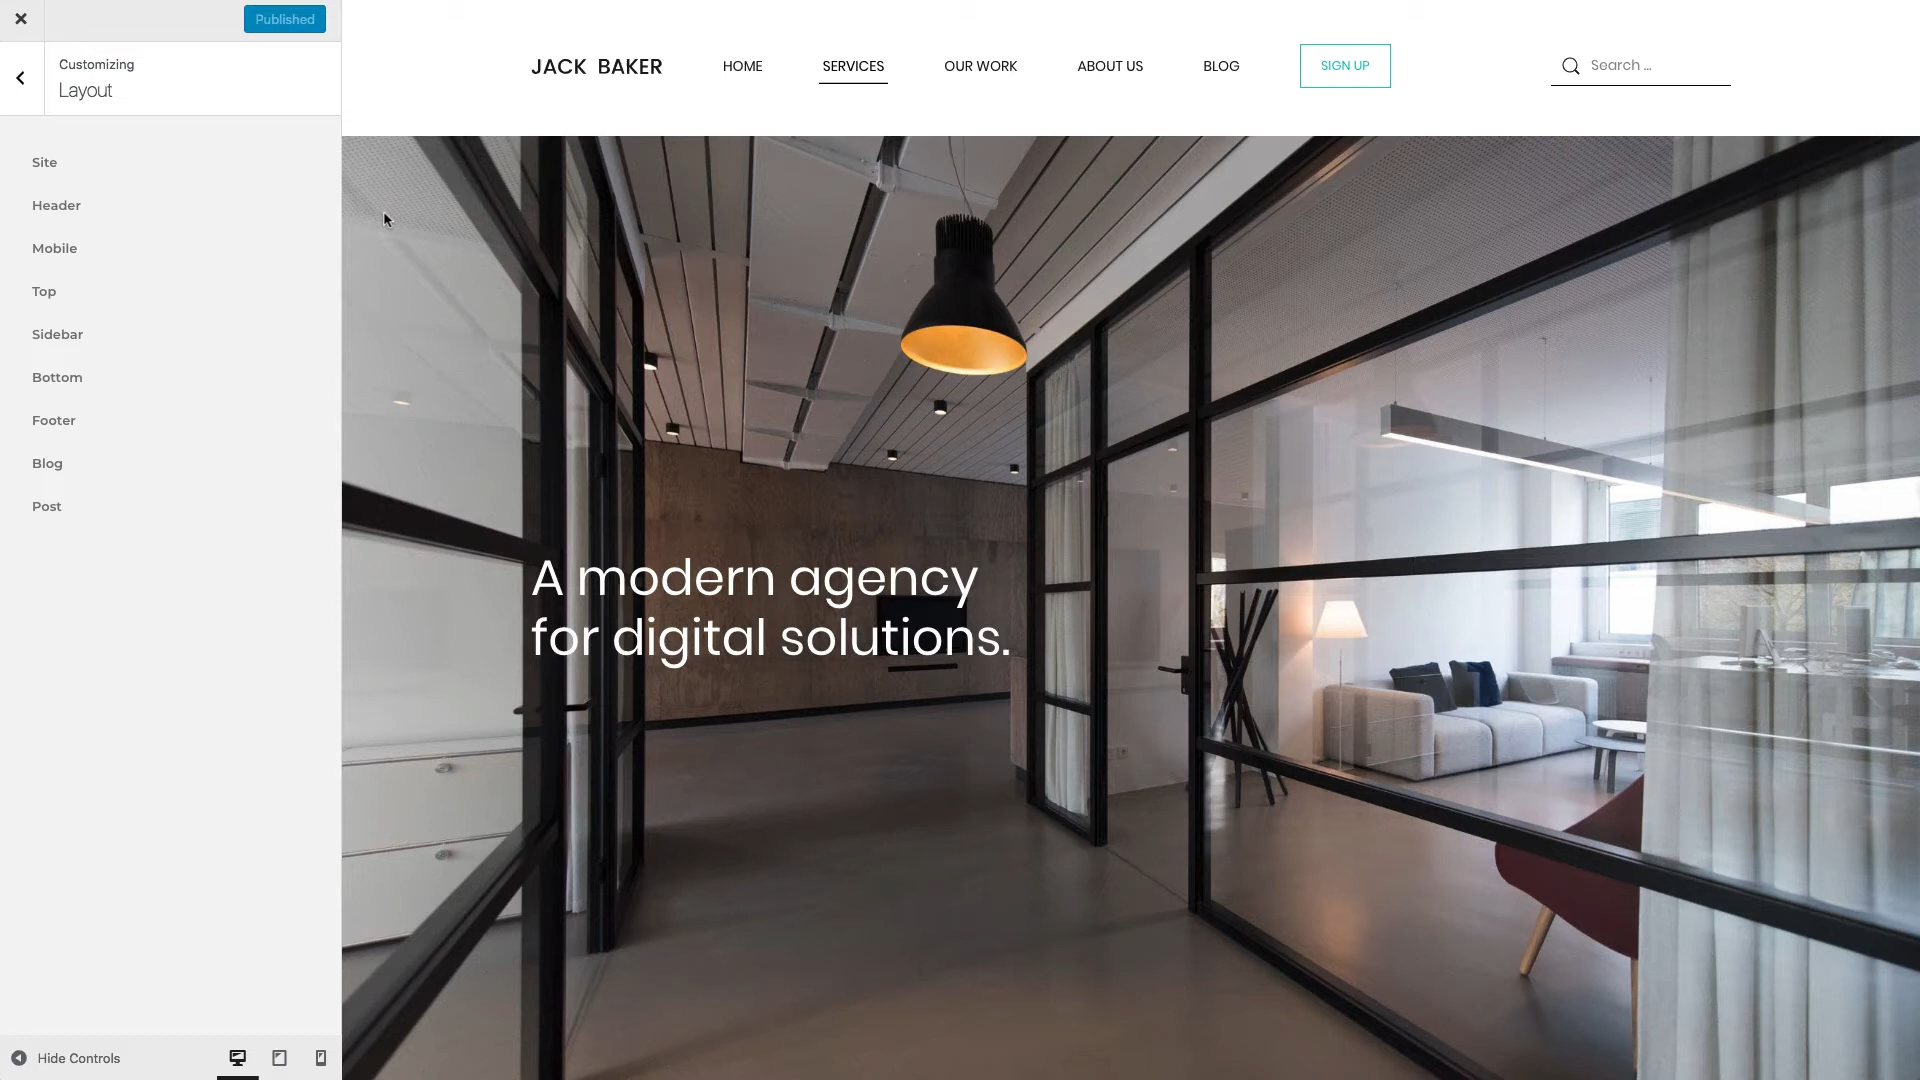 Published
Customizing
Layout
Site
Header
Mobile
Top
Sidebar
Bottom
Footer
Blog
Post
Hide Controls
JACK BAKER
HOME
SERVICES
OUR WORK
ABOUT US
BLOG
SIGN UP
Search ...
A modern agency
for digital solutions.